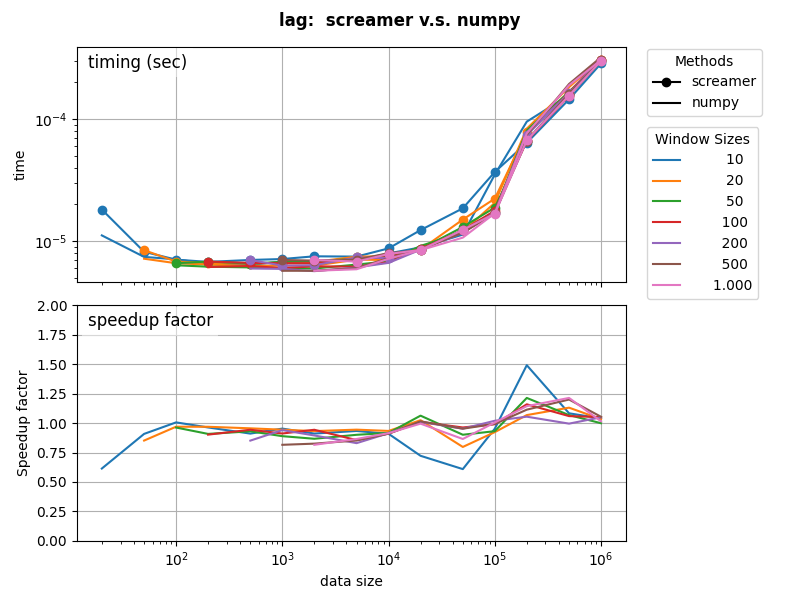 lag:  screamer v.s. numpy
timing (sec)
time
10⁻⁴
10⁻⁵
Methods
screamer
numpy
Window Sizes
10
20
50
100
200
500
1.000
speedup factor
Speedup factor
2.00
1.75
1.50
1.25
1.00
0.75
0.50
0.25
0.00
10² 10³ 10⁴ 10⁵ 10⁶
data size